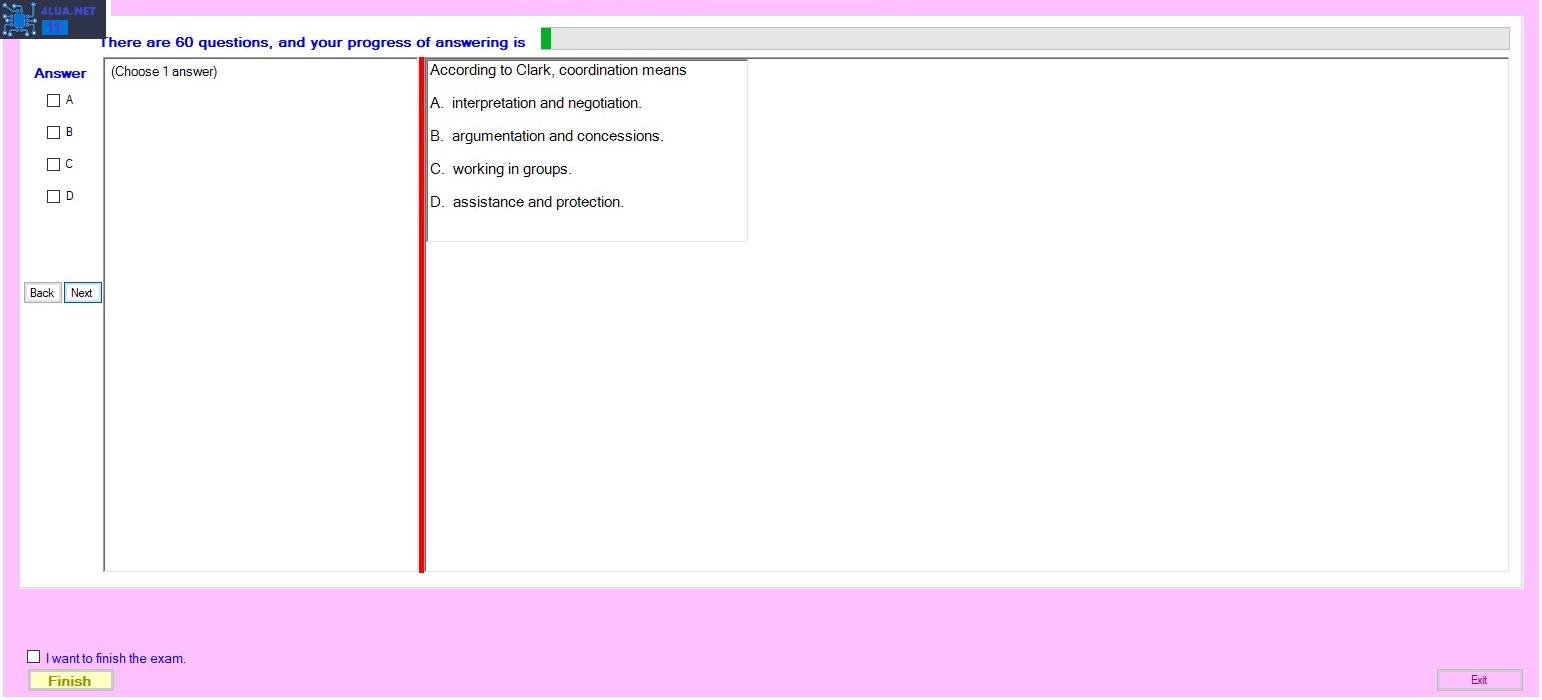 4LUA.NET
IT
There are 60 questions, and your progress of answering is
Answer
A
B
C
D
Back Next
(Choose 1 answer)
According to Clark, coordination means
A. interpretation and negotiation.
B. argumentation and concessions.
C. working in groups.
D. assistance and protection.
I want to finish the exam.
Finish
Exit